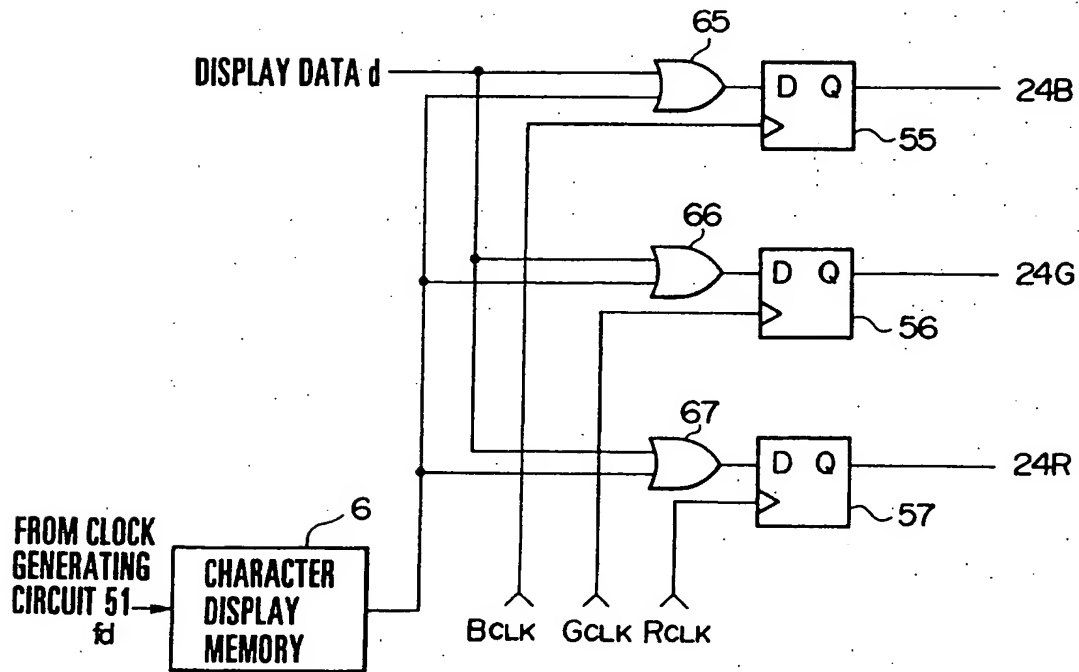 65
DISPLAY DATA d
D Q
24B
55
66
D Q
24G
56
67
D Q
24R
57
FROM CLOCK
GENERATING
CIRCUIT 51
fd
6
CHARACTER
DISPLAY
MEMORY
BCLK GCLK RCLK